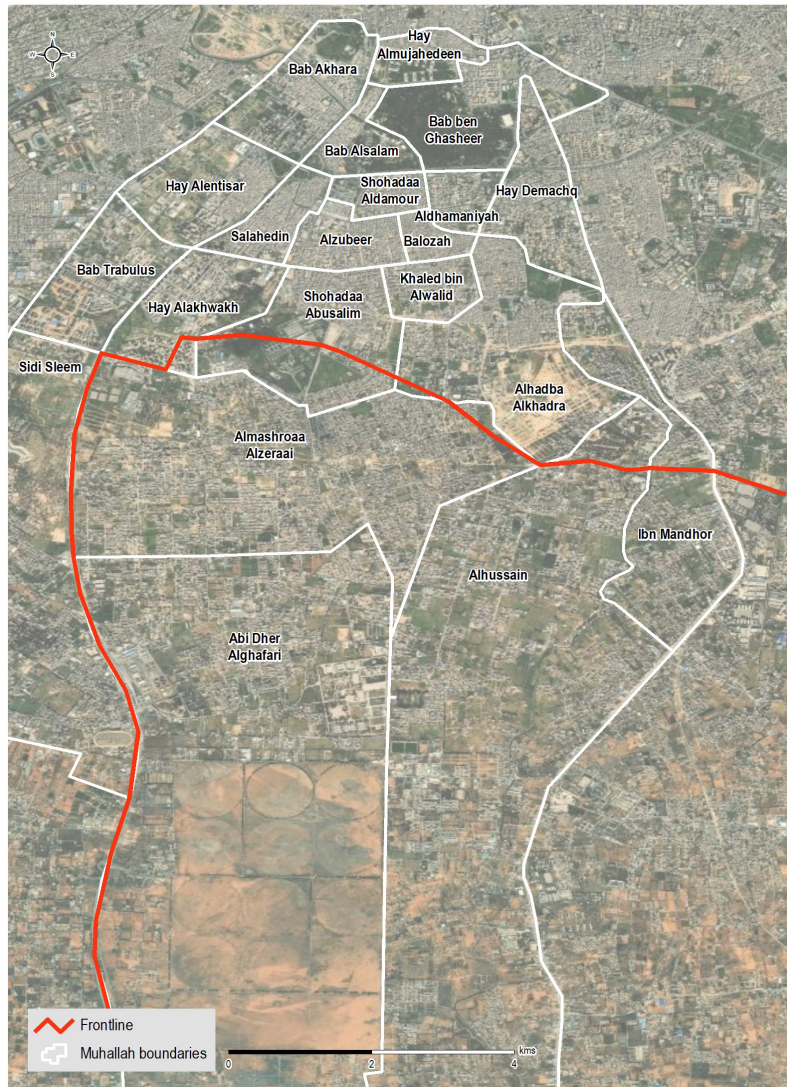 N
W
E
S
Hay
Almujahedeen
Bab Akhara
Bab ben
Ghasheer
Bab Alsalam
Hay Alentisar
Shohadaa
Aldamour
Hay Demachq
Aldhamaniyah
Salahedin
Alzubeer
Balozah
Bab Trabulus
Khaled bin
Alwalid
Hay Alakhwakh
Shohadaa
Abusalim
Sidi Sleem
Alhadba
Alkhadra
Almashroaa
Alzeraai
Ibn Mandhor
Alhussain
Abi Dher
Alghafari
Frontline
Muhallah boundaries
kms
0
2
4